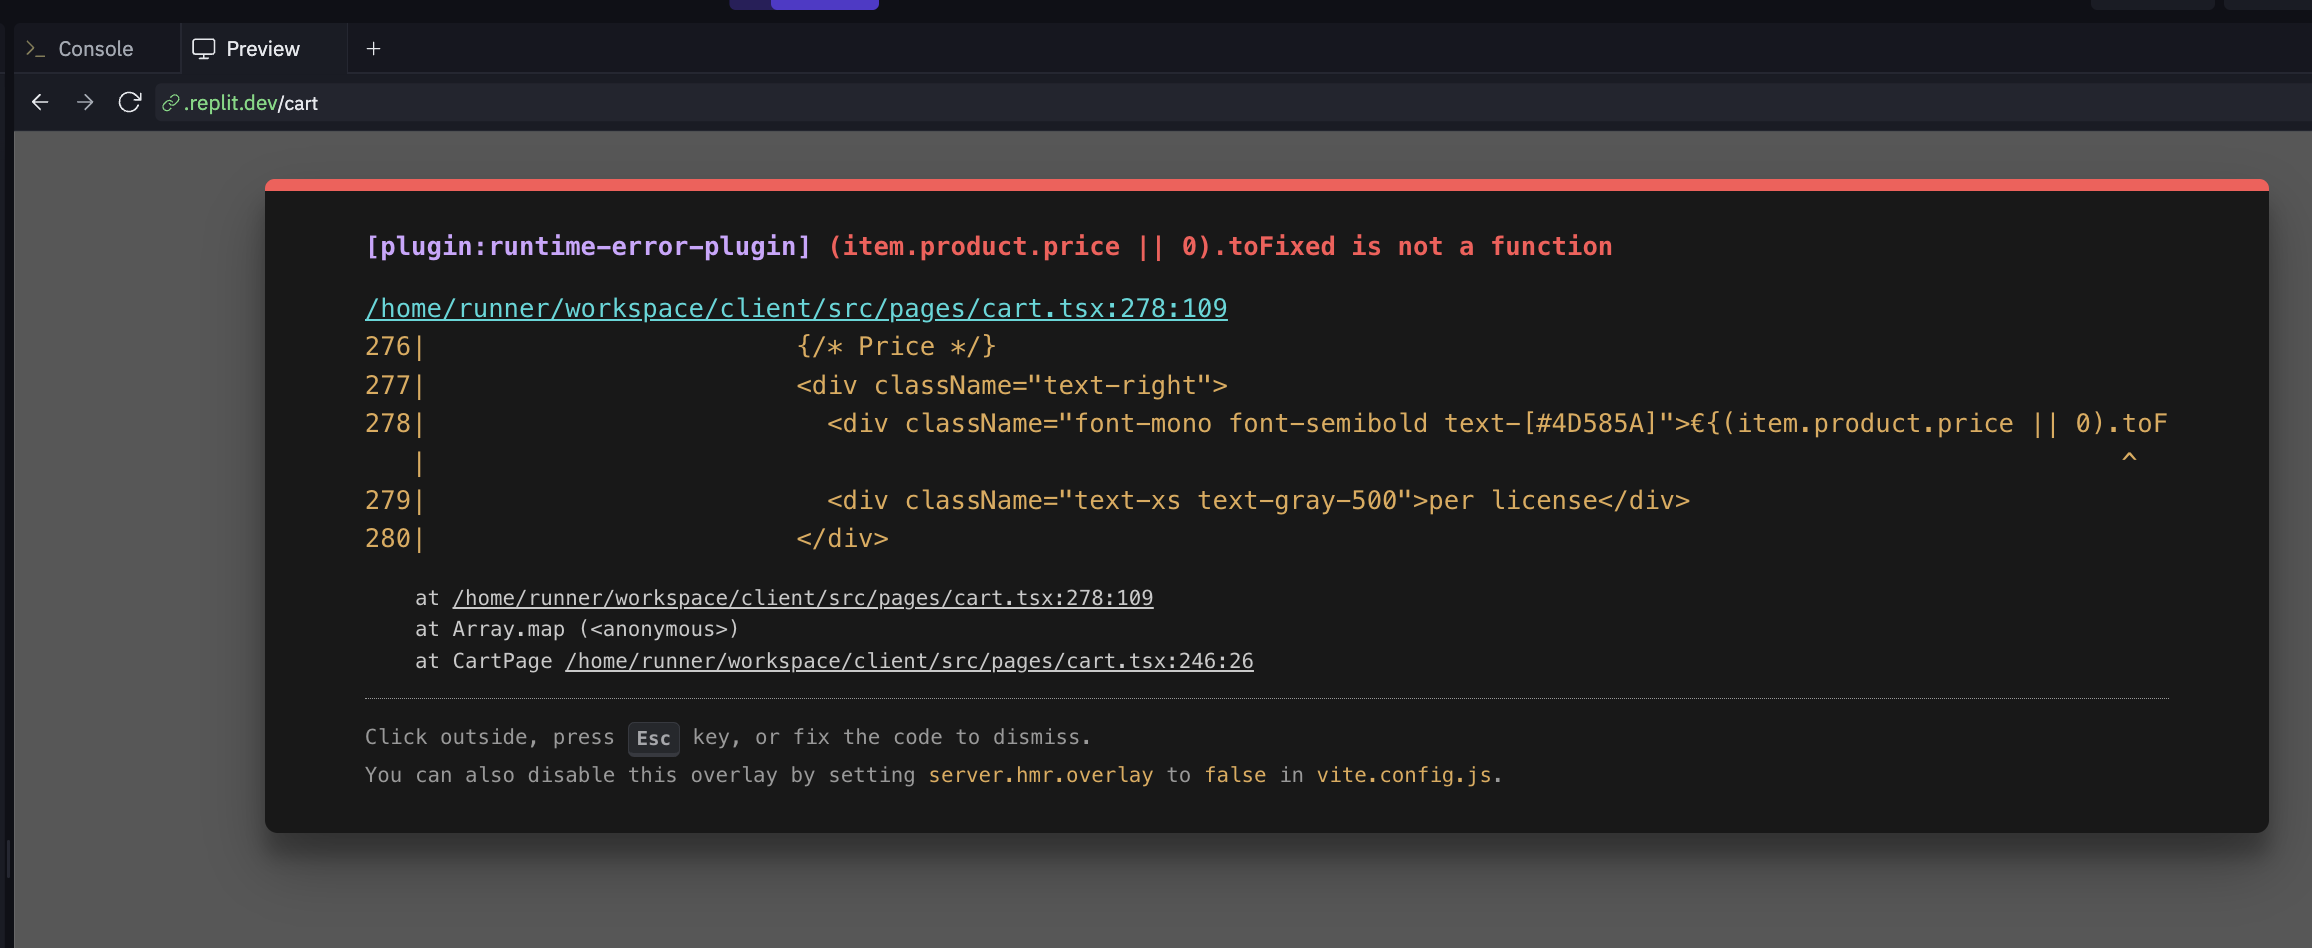 >_ Console
Preview
+
.replit.dev/cart
[plugin:runtime-error-plugin] (item.product.price || 0).toFixed is not a function
/home/runner/workspace/client/src/pages/cart.tsx:278:109
276|                        {/* Price */}
277|                        <div className="text-right">
278|                          <div className="font-mono font-semibold text-[#4D585A]">€{(item.product.price || 0).toF
   |                                                                                                              ^
279|                          <div className="text-xs text-gray-500">per license</div>
280|                        </div>
at /home/runner/workspace/client/src/pages/cart.tsx:278:109
at Array.map (<anonymous>)
at CartPage /home/runner/workspace/client/src/pages/cart.tsx:246:26
Click outside, press Esc key, or fix the code to dismiss.
You can also disable this overlay by setting server.hmr.overlay to false in vite.config.js.